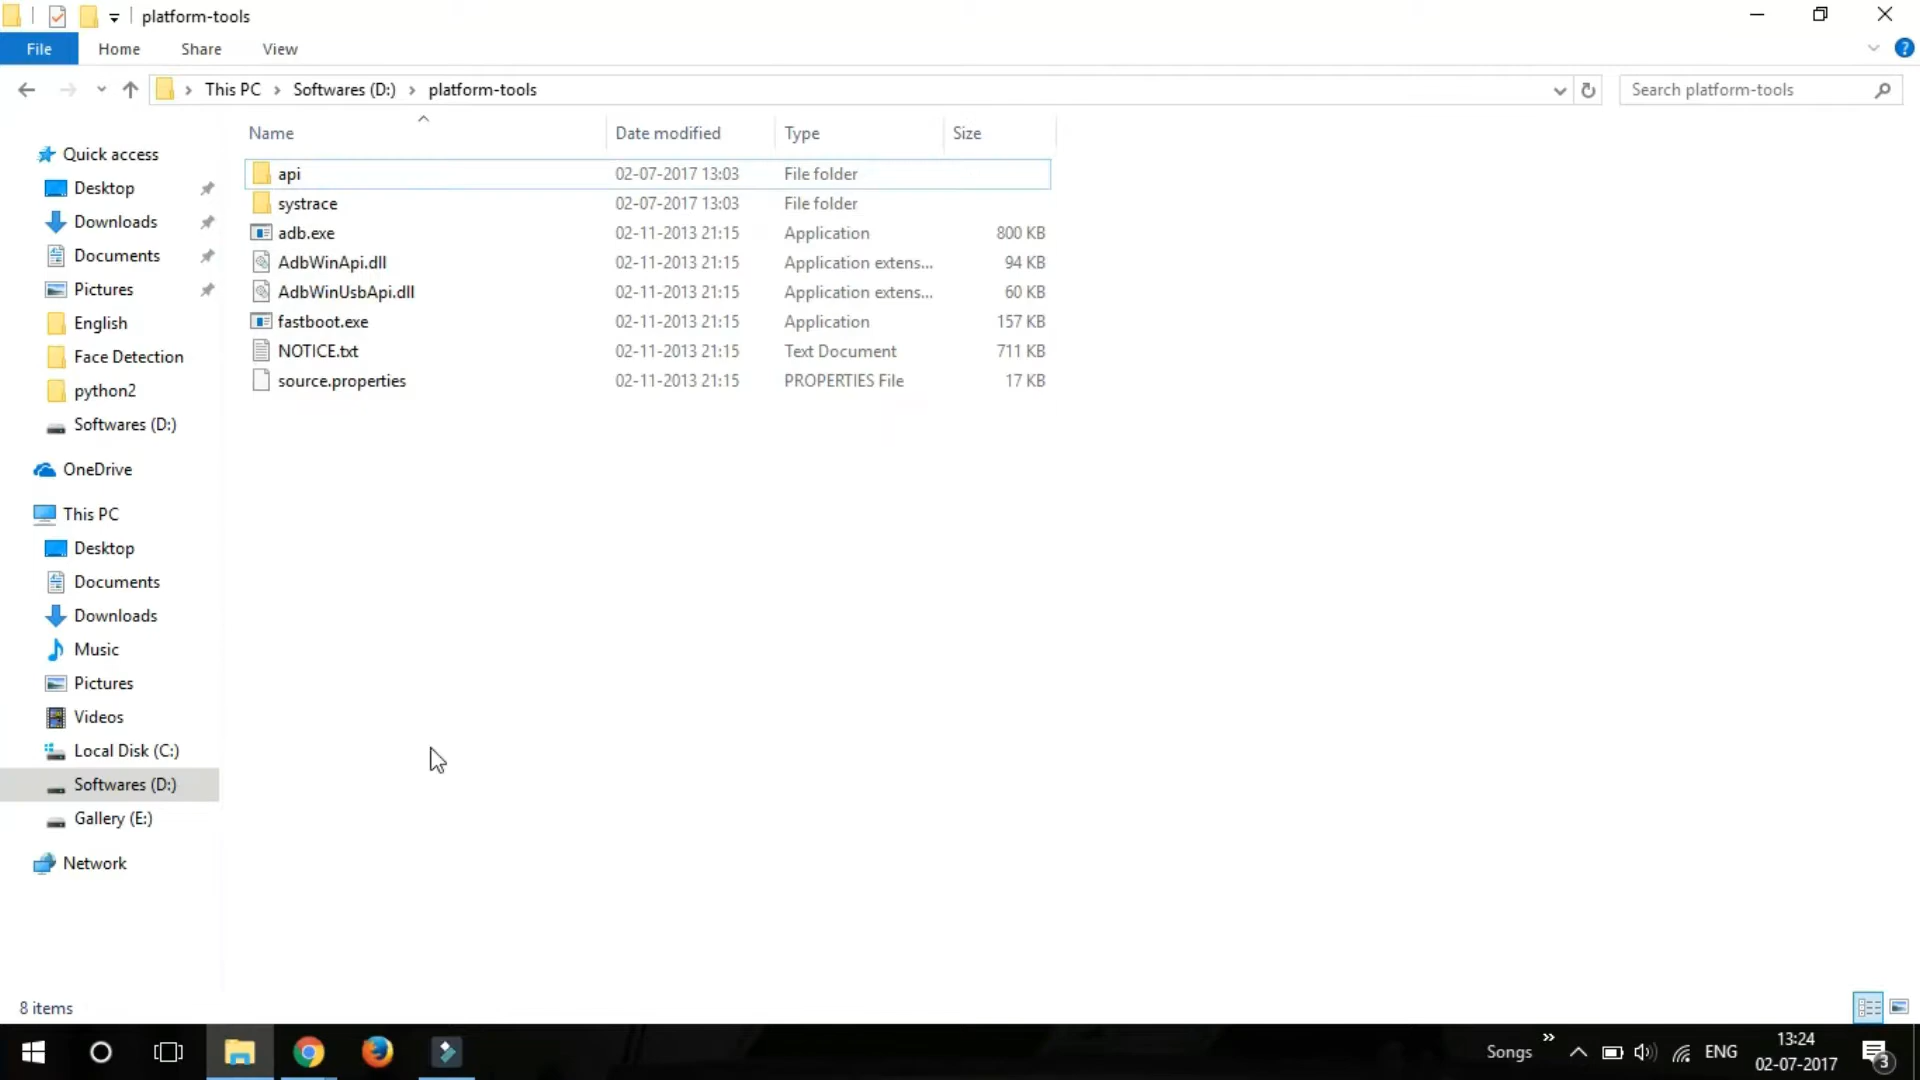 platform-tools
File Home Share View
This PC Softwares (D:) platform-tools
Search platform-tools
Name Date modified Type Size
Quick access
Desktop
Downloads
Documents
Pictures
English
Face Detection
python2
Softwares (D:)
OneDrive
This PC
Desktop
Documents
Downloads
Music
Pictures
Videos
Local Disk (C:)
Softwares (D:)
Gallery (E:)
Network
api 02-07-2017 13:03 File folder
systrace 02-07-2017 13:03 File folder
adb.exe 02-11-2013 21:15 Application 800 KB
AdbWinApi.dll 02-11-2013 21:15 Application extens... 94 KB
AdbWinUsbApi.dll 02-11-2013 21:15 Application extens... 60 KB
fastboot.exe 02-11-2013 21:15 Application 157 KB
NOTICE.txt 02-11-2013 21:15 Text Document 711 KB
source.properties 02-11-2013 21:15 PROPERTIES File 17 KB
8 items
Songs ENG 13:24
02-07-2017
3